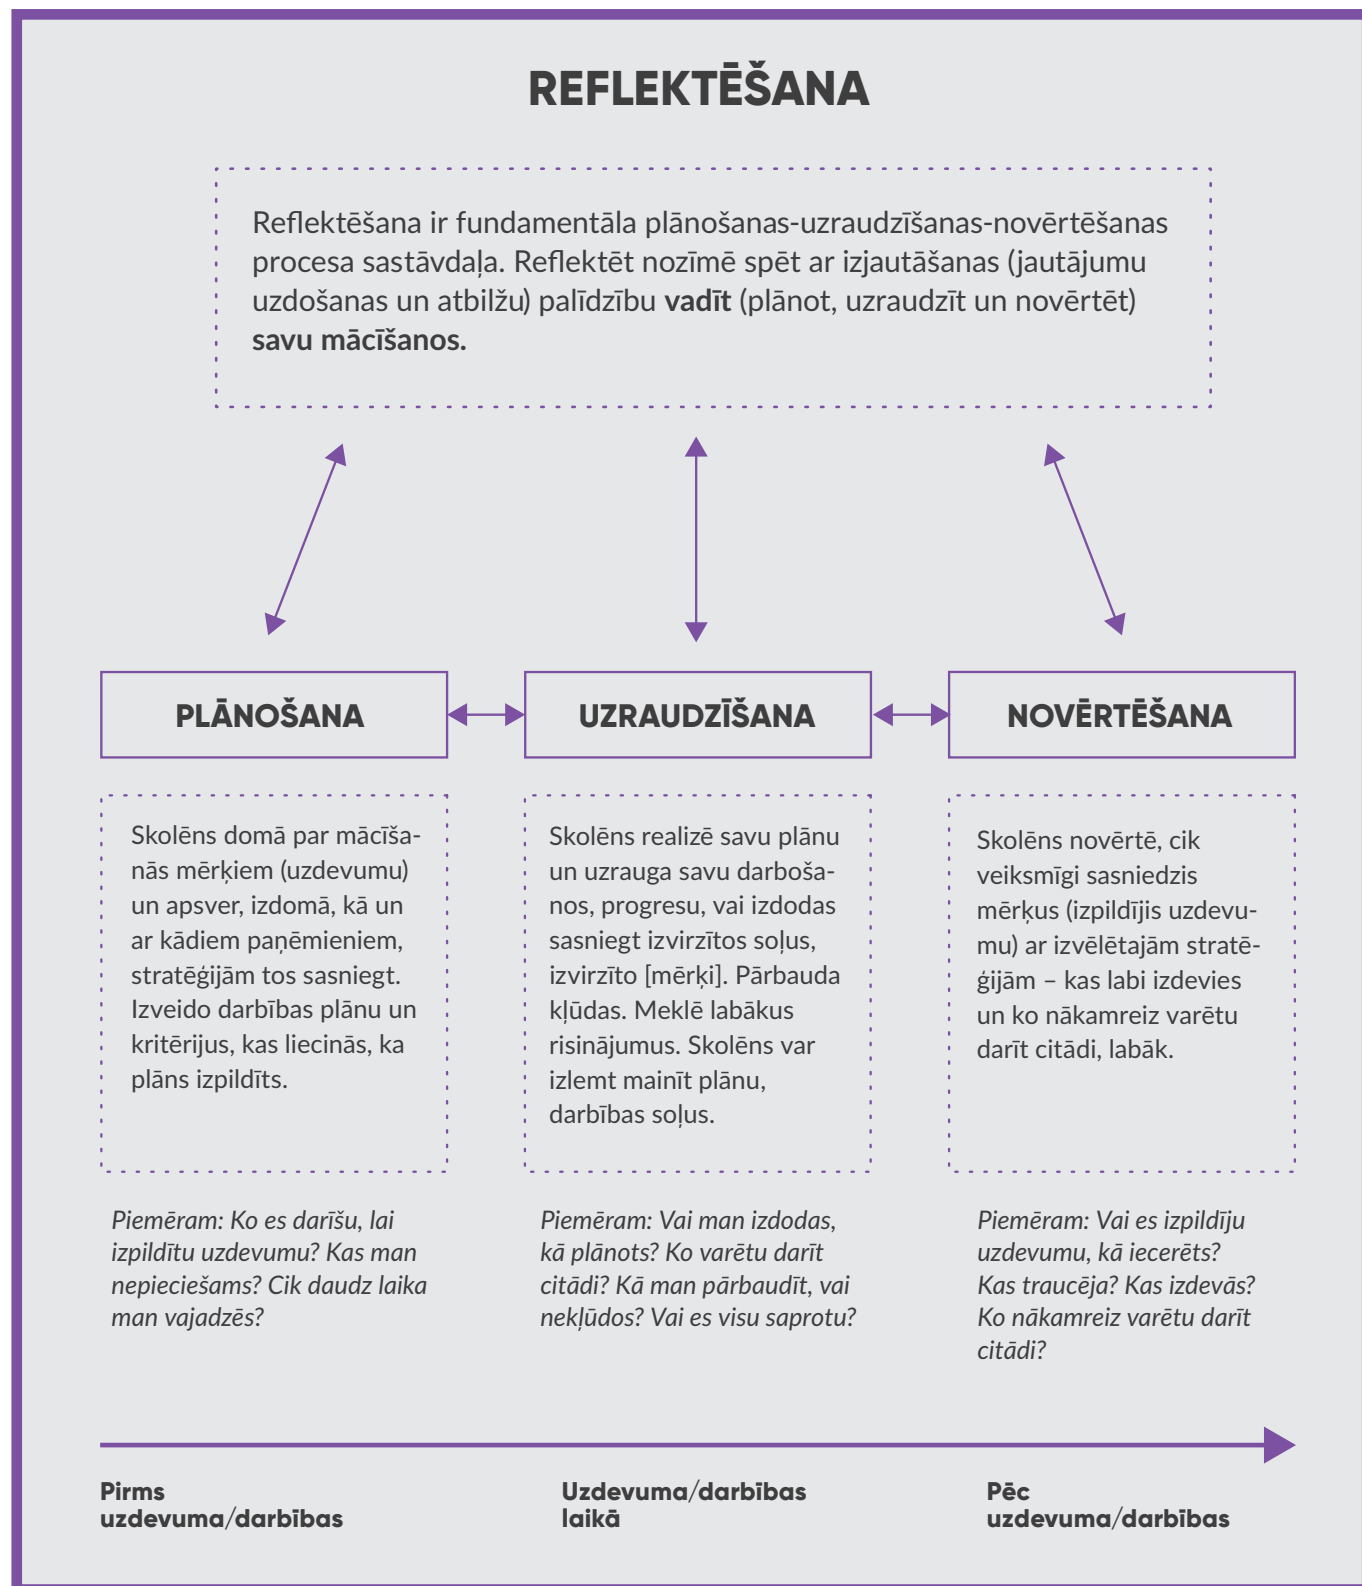 REFLEKTĒŠANA
Reflektēšana ir fundamentāla plānošanas-uzraudzīšanas-novērtēšanas
procesa sastāvdaļa. Reflektēt nozīmē spēt ar izjautāšanas (jautājumu
uzdošanas un atbilžu) palīdzību vadīt (plānot, uzraudzīt un novērtēt)
savu mācīšanos.
PLĀNOŠANA
Skolēns domā par mācīša-
nās mērķiem (uzdevumu)
un apsver, izdomā, kā un
ar kādiem paņēmieniem,
stratēģijām tos sasniegt.
Izveido darbības plānu un
kritērijus, kas liecinās, ka
plāns izpildīts.
Piemēram: Ko es darīšu, lai
izpildītu uzdevumu? Kas man
nepieciešams? Cik daudz laika
man vajadzēs?
UZRAUDZĪŠANA
Skolēns realizē savu plānu
un uzrauga savu darboša-
nos, progresu, vai izdodas
sasniegt izvirzītos soļus,
izvirzīto [mērķi]. Pārbauda
kļūdas. Meklē labākus
risinājumus. Skolēns var
izlemt mainīt plānu,
darbības soļus.
Piemēram: Vai man izdodas,
kā plānots? Ko varētu darīt
citādi? Kā man pārbaudīt, vai
nekļūdos? Vai es visu saprotu?
NOVĒRTĒŠANA
Skolēns novērtē, cik
veiksmīgi sasniedzis
mērķus (izpildījis uzdevu-
mu) ar izvēlētajām stratē-
ģijām – kas labi izdevies
un ko nākamreiz varētu
darīt citādi, labāk.
Piemēram: Vai es izpildīju
uzdevumu, kā iecerēts?
Kas traucēja? Kas izdevās?
Ko nākamreiz varētu darīt
citādi?
Pirms
uzdevuma/darbības
Uzdevuma/darbības
laikā
Pēc
uzdevuma/darbības